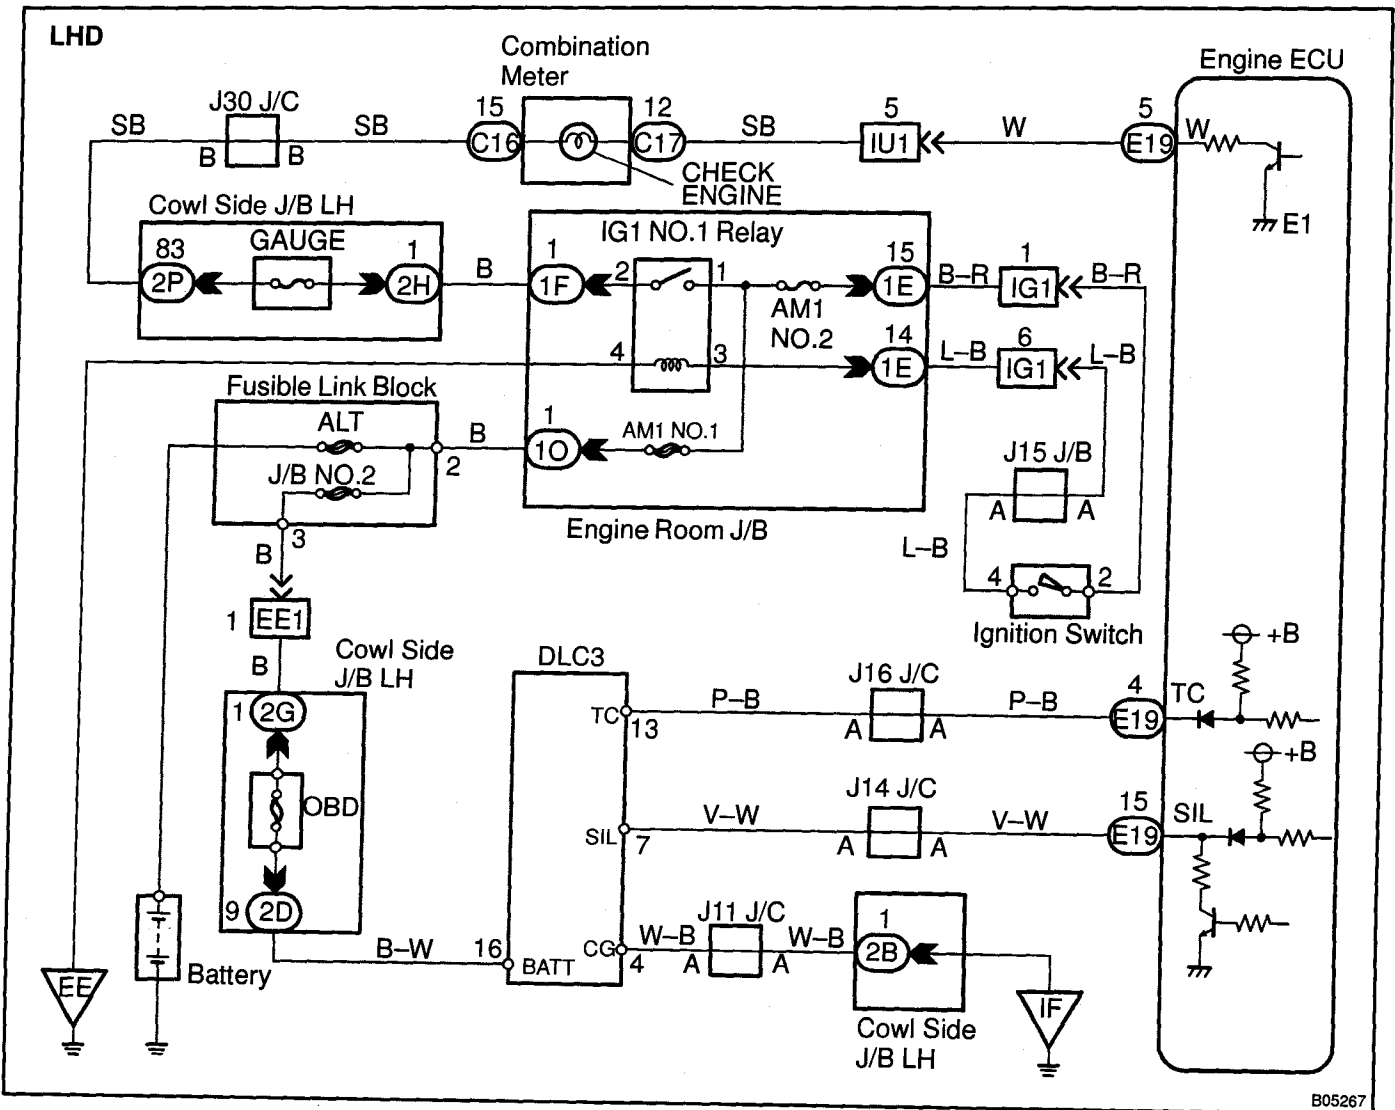 LHD
Combination
Meter
Engine ECU
J30 J/C
15
12
5
5
SB
SB
SB
W
W
B
B
C16
C17
IU1
E19
CHECK
ENGINE
E1
Cowl Side J/B LH
IG1 NO.1 Relay
83
GAUGE
1
1
2
1
15
1
2P
2H
B
1F
1E
B–R
IG1
B–R
AM1
NO.2
14
6
4
3
1E
L–B
IG1
L–B
Fusible Link Block
ALT
1
B
1O
AM1 NO.1
2
J/B NO.2
J15 J/B
A
A
3
Engine Room J/B
B
L–B
4
2
1
EE1
Ignition Switch
B
Cowl Side
J/B LH
DLC3
+B
J16 J/C
4
TC
1
2G
TC
13
P–B
P–B
A
A
E19
+B
J14 J/C
15
SIL
OBD
V–W
V–W
SIL
7
A
A
E19
9
2D
J11 J/C
1
B–W
16
BATT
CG
4
W–B
W–B
A
A
2B
Battery
EE
IF
Cowl Side
J/B LH
B05267